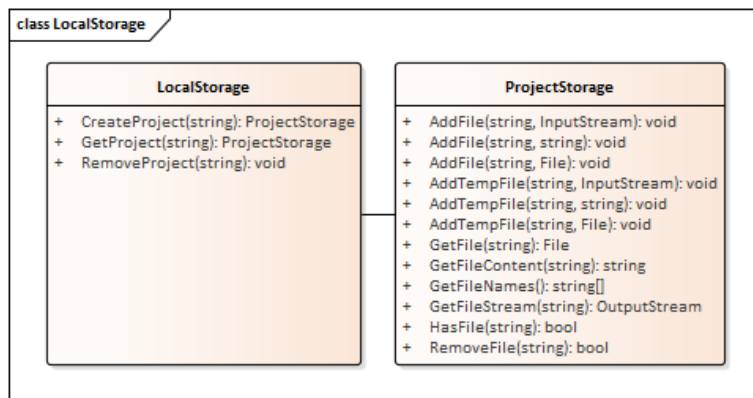 class LocalStorage
LocalStorage
+ CreateProject(string): ProjectStorage
+ GetProject(string): ProjectStorage
+ RemoveProject(string): void
ProjectStorage
+ AddFile(string, InputStream): void
+ AddFile(string, string): void
+ AddFile(string, File): void
+ AddTempFile(string, InputStream): void
+ AddTempFile(string, string): void
+ AddTempFile(string, File): void
+ GetFile(string): File
+ GetFileContent(string): string
+ GetFileNames(): string[]
+ GetFileStream(string): OutputStream
+ HasFile(string): bool
+ RemoveFile(string): bool